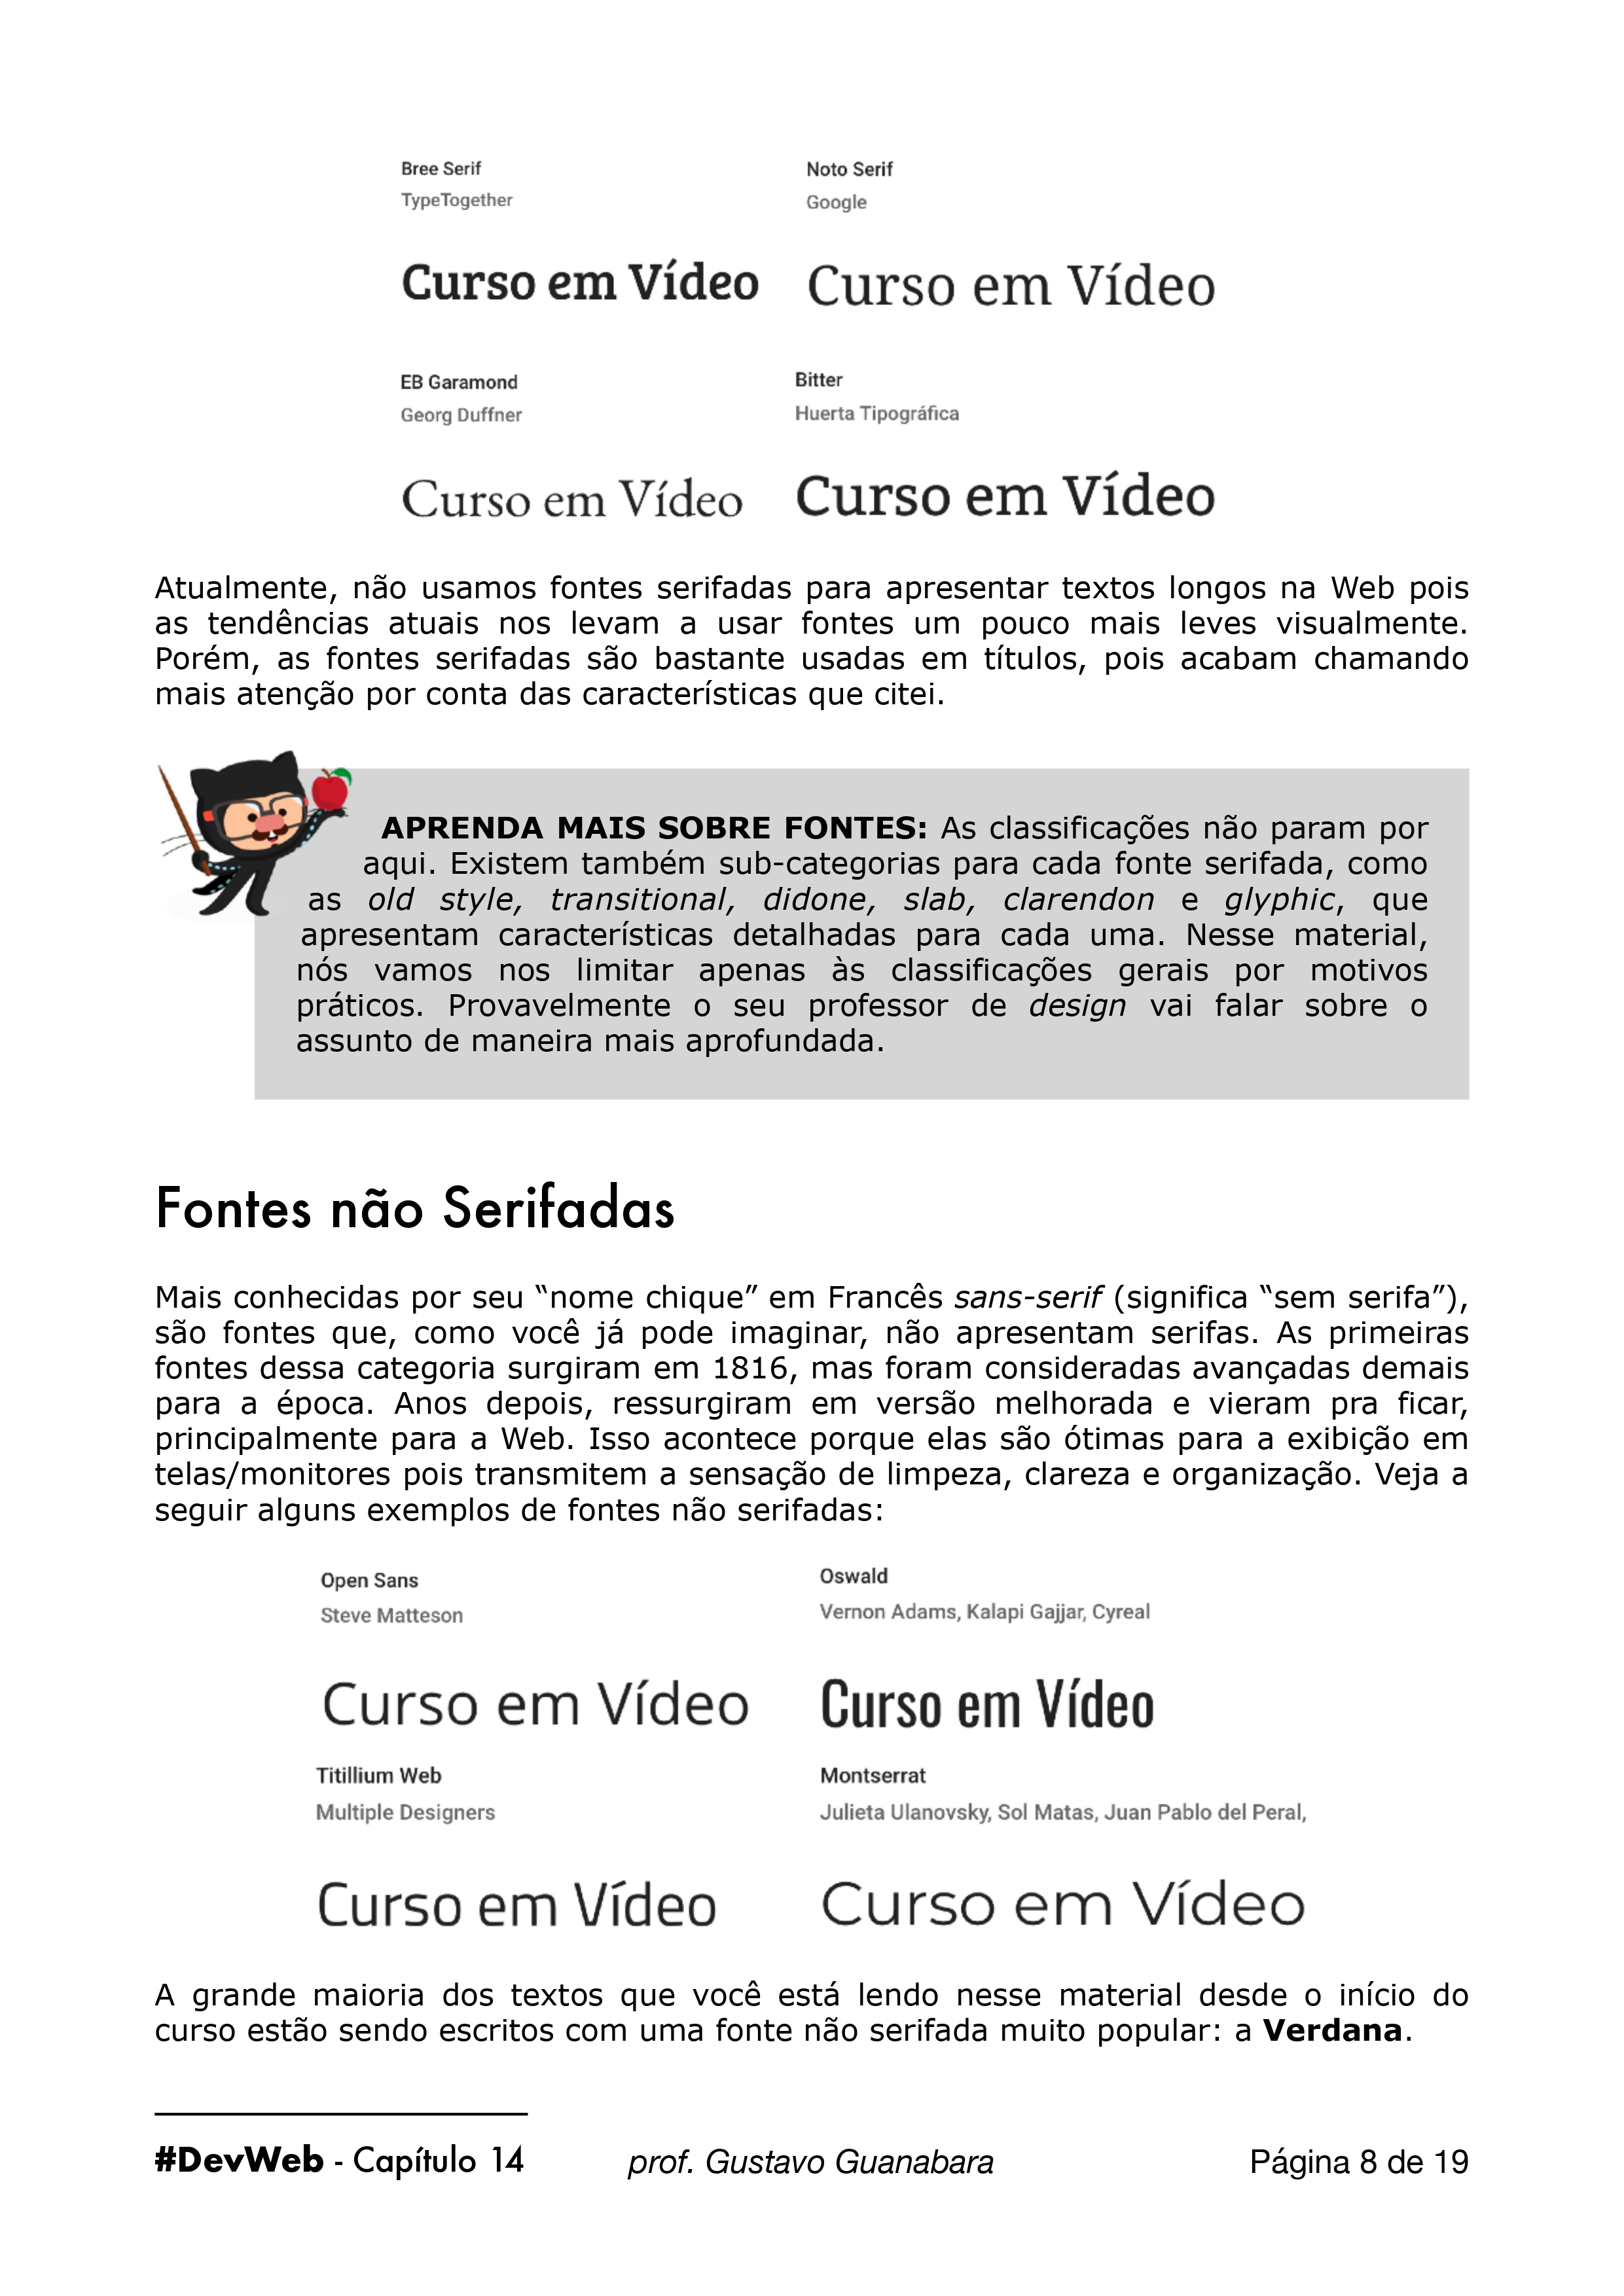 Bree Serif
TypeTogether
Curso em Vídeo
Noto Serif
Google
Curso em Vídeo
EB Garamond
Georg Duffner
Curso em Vídeo
Bitter
Huerta Tipográfica
Curso em Vídeo
Atualmente, não usamos fontes serifadas para apresentar textos longos na Web pois
as tendências atuais nos levam a usar fontes um pouco mais leves visualmente.
Porém, as fontes serifadas são bastante usadas em títulos, pois acabam chamando
mais atenção por conta das características que citei.
APRENDA MAIS SOBRE FONTES: As classificações não param por
aqui. Existem também sub-categorias para cada fonte serifada, como
as old style, transitional, didone, slab, clarendon e glyphic, que
apresentam características detalhadas para cada uma. Nesse material,
nós vamos nos limitar apenas às classificações gerais por motivos
práticos. Provavelmente o seu professor de design vai falar sobre o
assunto de maneira mais aprofundada.
Fontes não Serifadas
Mais conhecidas por seu “nome chique” em Francês sans-serif (significa “sem serifa”),
são fontes que, como você já pode imaginar, não apresentam serifas. As primeiras
fontes dessa categoria surgiram em 1816, mas foram consideradas avançadas demais
para a época. Anos depois, ressurgiram em versão melhorada e vieram pra ficar,
principalmente para a Web. Isso acontece porque elas são ótimas para a exibição em
telas/monitores pois transmitem a sensação de limpeza, clareza e organização. Veja a
seguir alguns exemplos de fontes não serifadas:
Open Sans
Steve Matteson
Curso em Vídeo
Oswald
Vernon Adams, Kalapi Gajjar, Cyreal
Curso em Vídeo
Titillium Web
Multiple Designers
Curso em Vídeo
Montserrat
Julieta Ulanovsky, Sol Matas, Juan Pablo del Peral,
Curso em Vídeo
A grande maioria dos textos que você está lendo nesse material desde o início do
curso estão sendo escritos com uma fonte não serifada muito popular: a Verdana.
#DevWeb - Capítulo 14 prof. Gustavo Guanabara Página 8 de 19